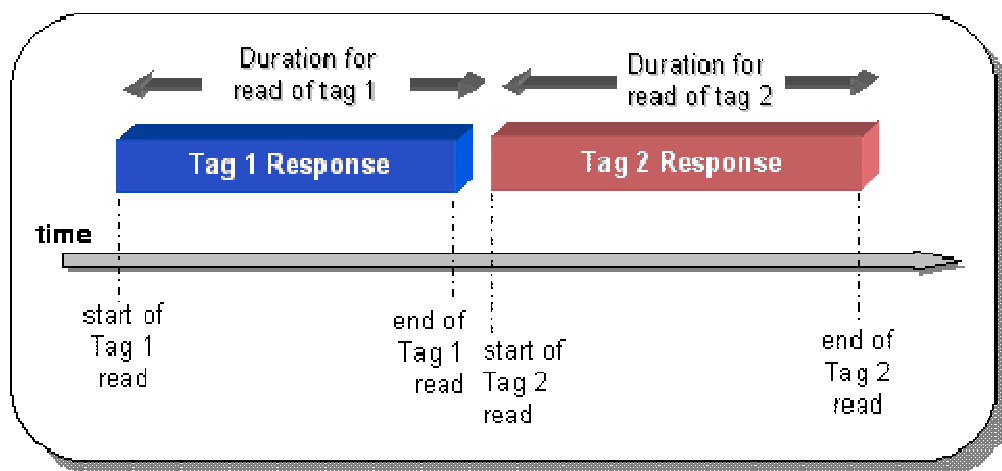 Duration for
read of tag 1
Duration for
read of tag 2
Tag 1 Response
Tag 2 Response
time
start of
Tag 1
read
end of
Tag 1
read
start of
Tag 2
read
end of
Tag 2
read